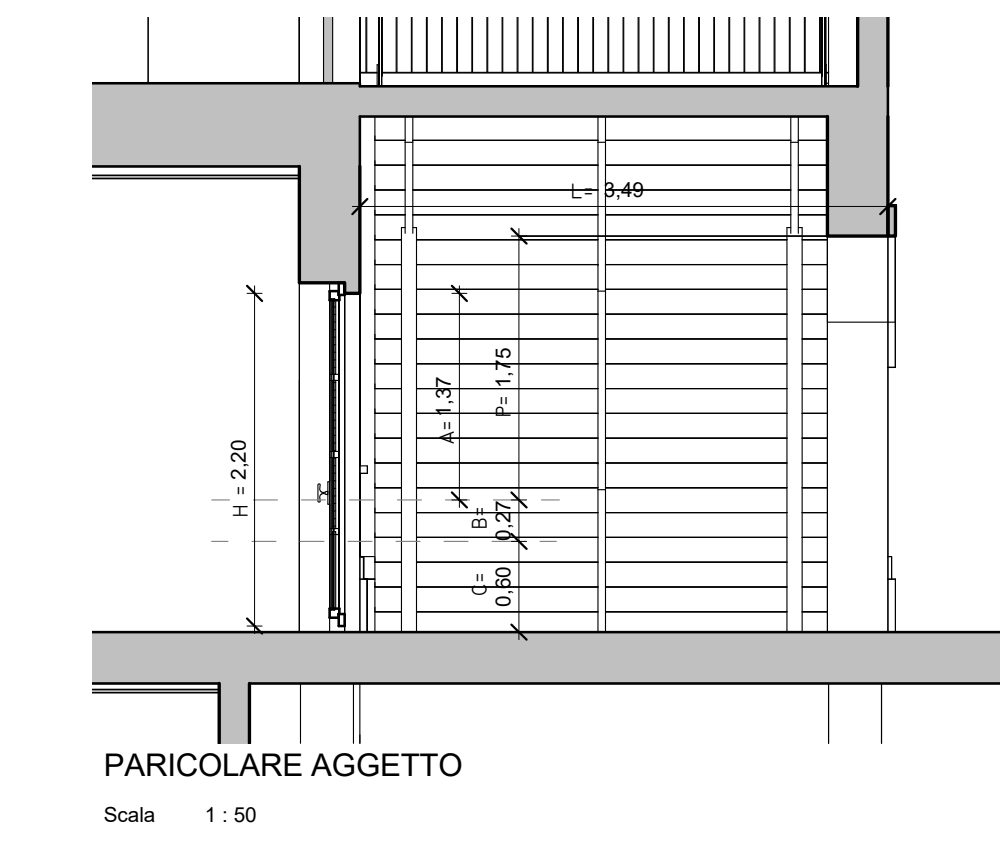 L= 3,49
P= 1,75
A= 1,37
H = 2,20
B=
0,27
C=
0,60
PARICOLARE AGGETTO
Scala 1 : 50